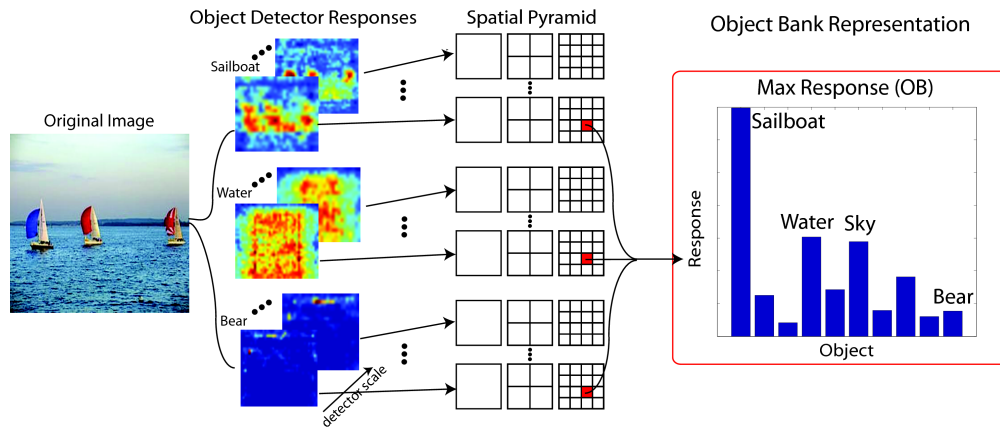 Object Detector Responses
Spatial Pyramid
Object Bank Representation
Original Image
Sailboat
Water
Bear
detector scale
Max Response (OB)
Sailboat
Water
Sky
Bear
Response
Object